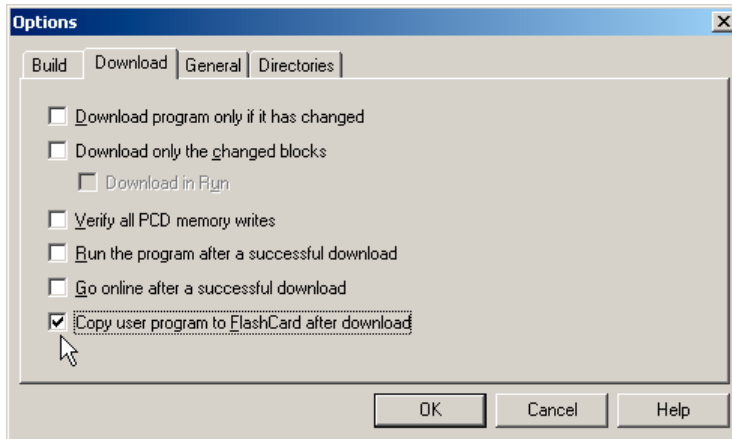 Options
Build Download General Directories
Download program only if it has changed
Download only the changed blocks
Download in Run
Verify all PCD memory writes
Run the program after a successful download
Go online after a successful download
Copy user program to FlashCard after download
OK Cancel Help